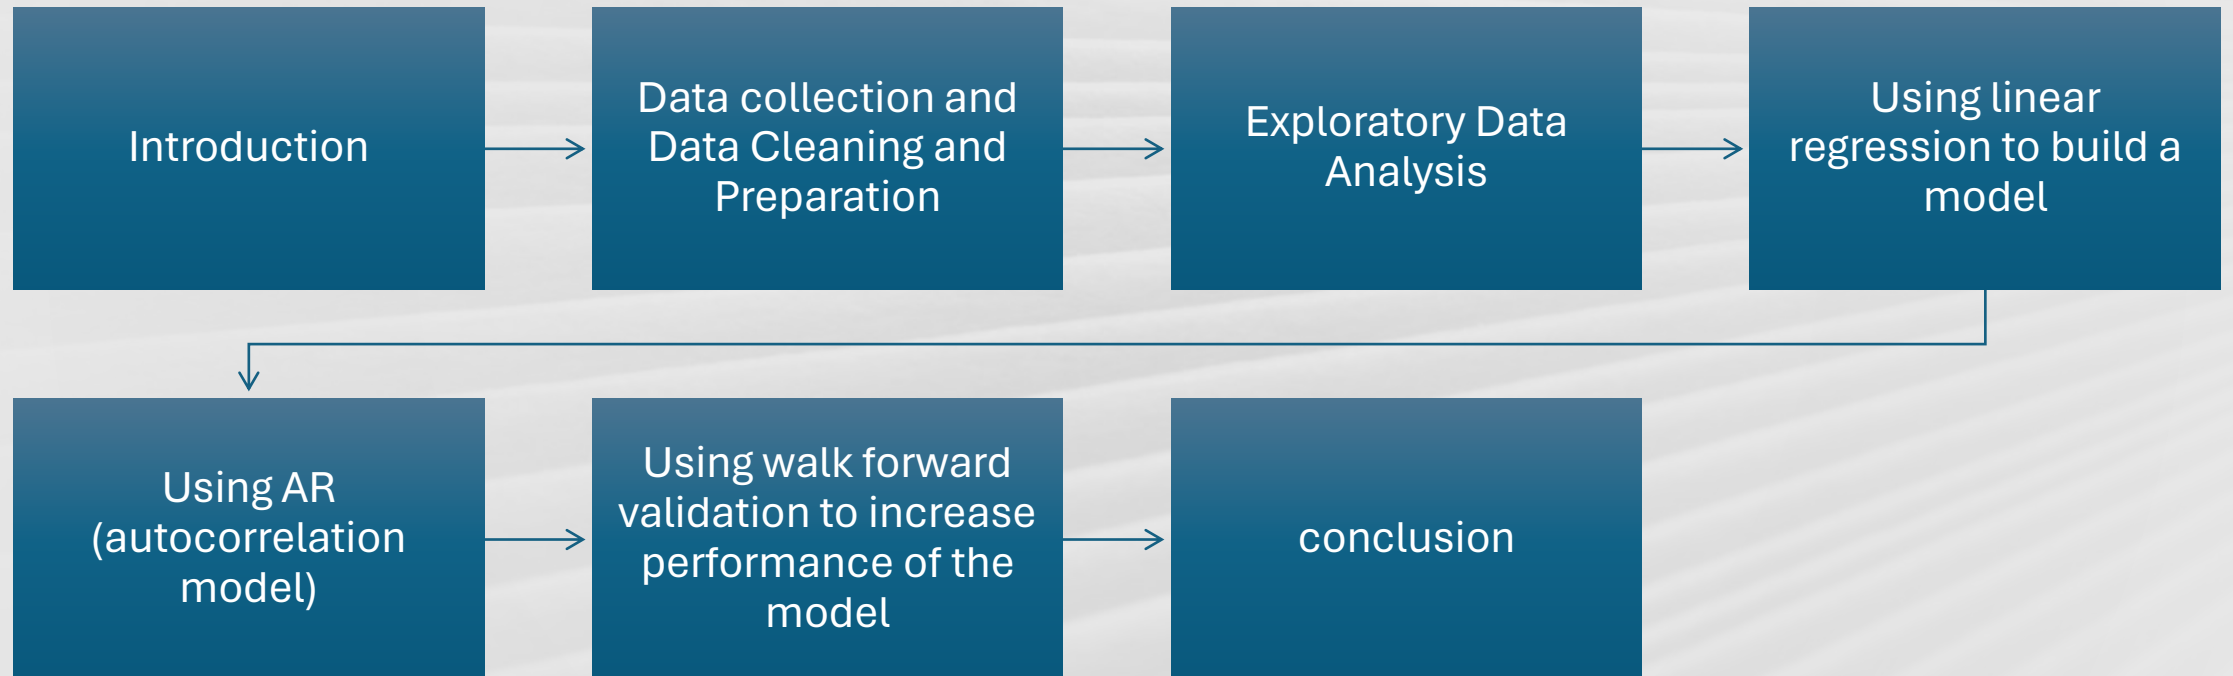 Introduction
Data collection and
Data Cleaning and
Preparation
Exploratory Data
Analysis
Using linear
regression to build a
model
Using AR
(autocorrelation
model)
Using walk forward
validation to increase
performance of the
model
conclusion